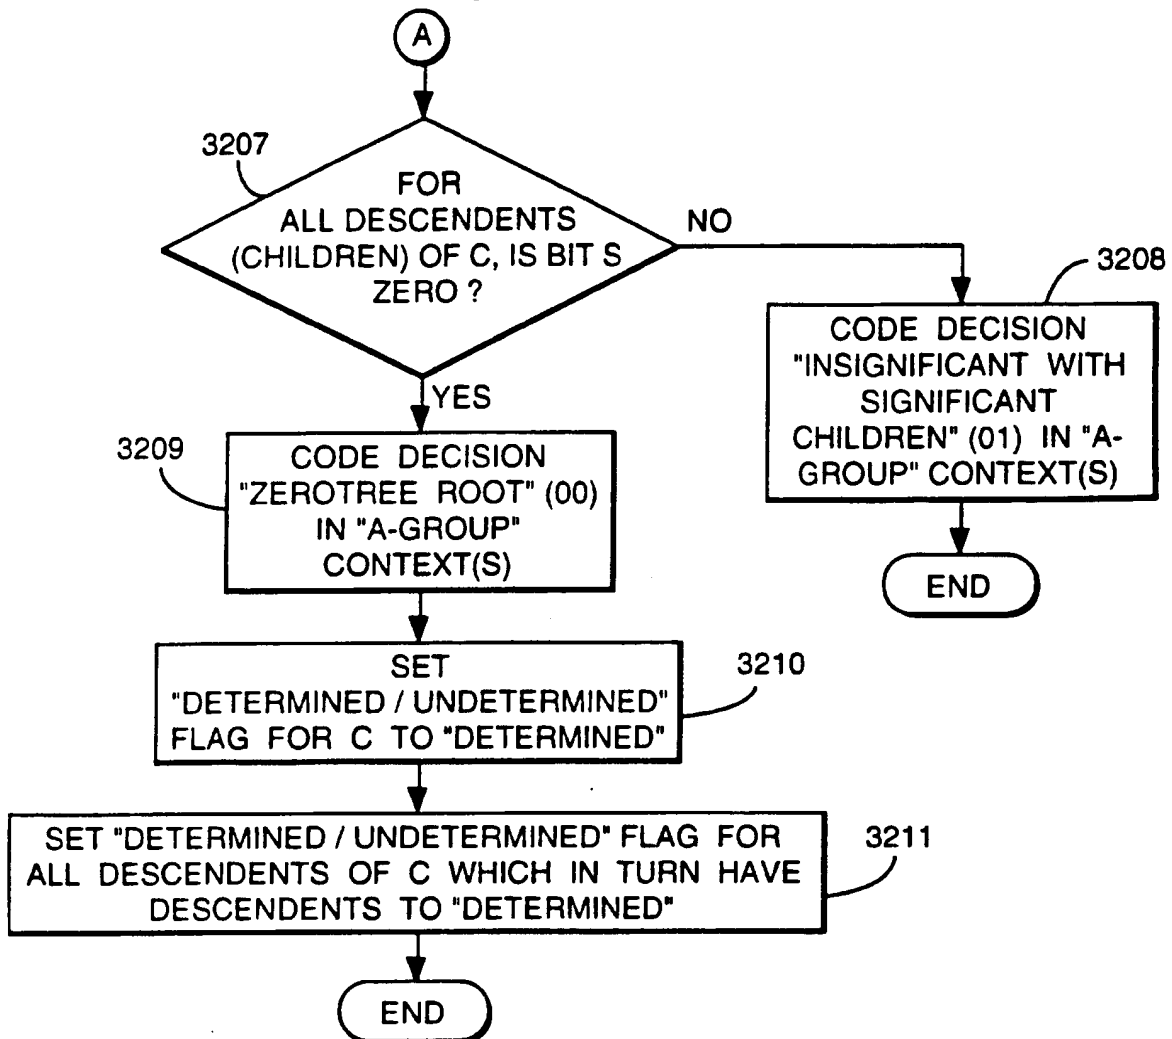 A
3207
FOR
ALL DESCENDENTS
(CHILDREN) OF C, IS BIT S
ZERO ?
NO
3208
CODE DECISION
"INSIGNIFICANT WITH
SIGNIFICANT
CHILDREN" (01) IN "A-
GROUP" CONTEXT(S)
END
YES
3209
CODE DECISION
"ZEROTREE ROOT" (00)
IN "A-GROUP"
CONTEXT(S)
SET
"DETERMINED / UNDETERMINED"
FLAG FOR C TO "DETERMINED"
3210
SET "DETERMINED / UNDETERMINED" FLAG FOR
ALL DESCENDENTS OF C WHICH IN TURN HAVE
DESCENDENTS TO "DETERMINED"
3211
END